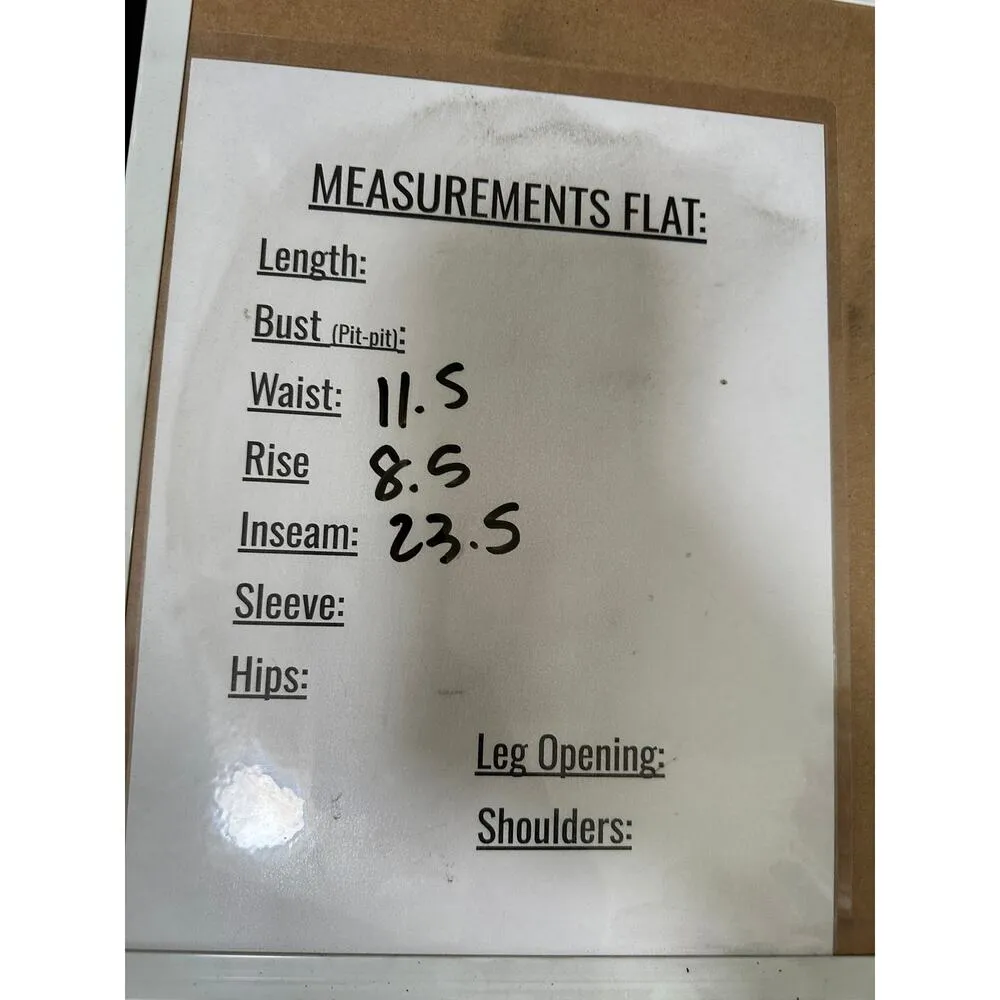 MEASUREMENTS FLAT:
Length:
Bust (Pit-pit):
Waist: 11.5
Rise 8.5
Inseam: 23.5
Sleeve:
Hips:
Leg Opening:
Shoulders: